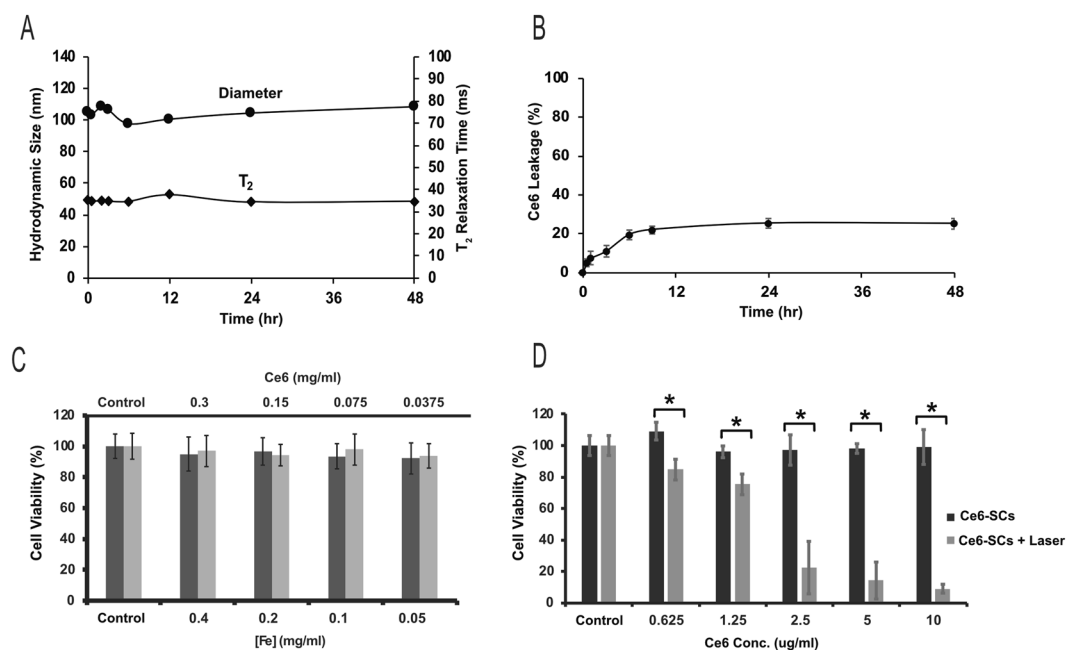 A
Hydrodynamic Size (nm)
140
120
100
80
60
40
20
0
Diameter
T2
100
90
80
70
60
50
40
30
20
10
0
T2 Relaxation Time (ms)
0 12 24 36 48
Time (hr)
B
Ce6 Leakage (%)
100
80
60
40
20
0
0 12 24 36 48
Time (hr)
C
Ce6 (mg/ml)
Control 0.3 0.15 0.075 0.0375
Cell Viability (%)
120
100
80
60
40
20
0
Control 0.4 0.2 0.1 0.05
[Fe] (mg/ml)
D
Cell Viability (%)
120
100
80
60
40
20
0
* * * * *
Ce6-SCs
Ce6-SCs + Laser
Control 0.625 1.25 2.5 5 10
Ce6 Conc. (ug/ml)